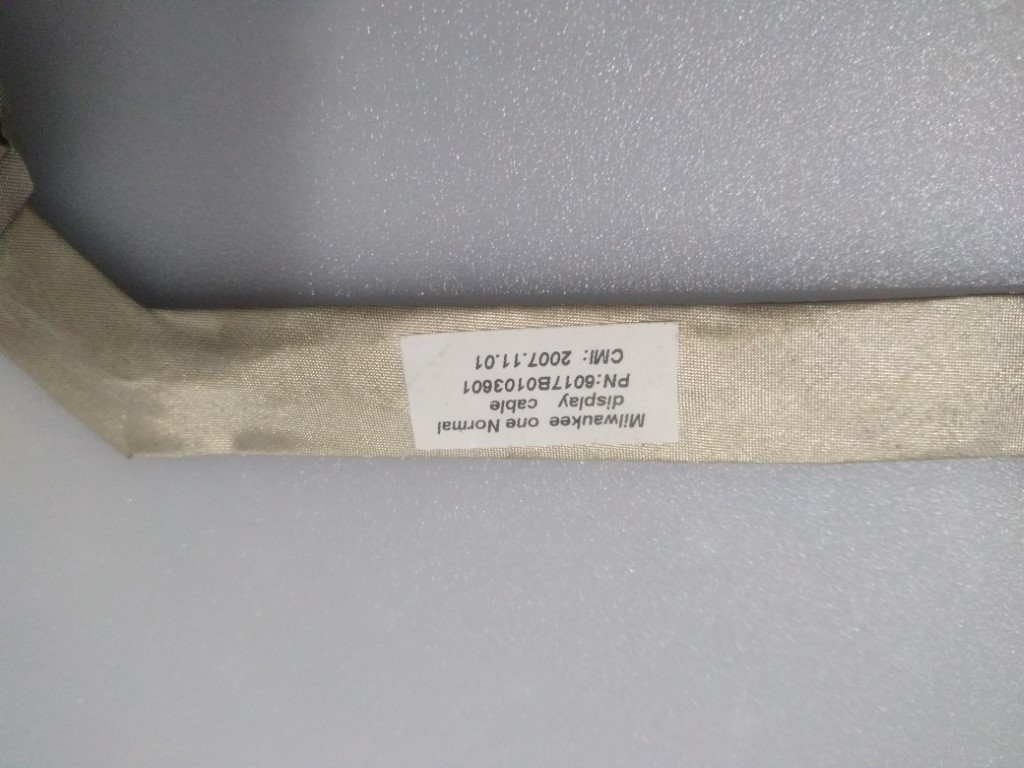 Milwaukee one Normal
display cable
PN:6017B0103601
CMI: 2007.11.01